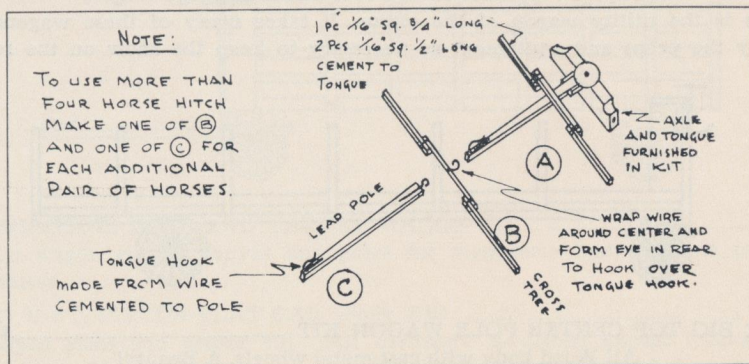 NOTE:
TO USE MORE THAN
FOUR HORSE HITCH
MAKE ONE OF Ⓑ
AND ONE OF Ⓒ FOR
EACH ADDITIONAL
PAIR OF HORSES.
1 PC 1/16" SQ. 3/4" LONG
2 PCS 1/16" SQ. 1/2" LONG
CEMENT TO
TONGUE
AXLE
AND TONGUE
FURNISHED
IN KIT
A
LEAD POLE
B
WRAP WIRE
AROUND CENTER AND
FORM EYE IN REAR
TO HOOK OVER
TONGUE HOOK.
CROSS
TREE
C
TONGUE HOOK
MADE FROM WIRE
CEMENTED TO POLE